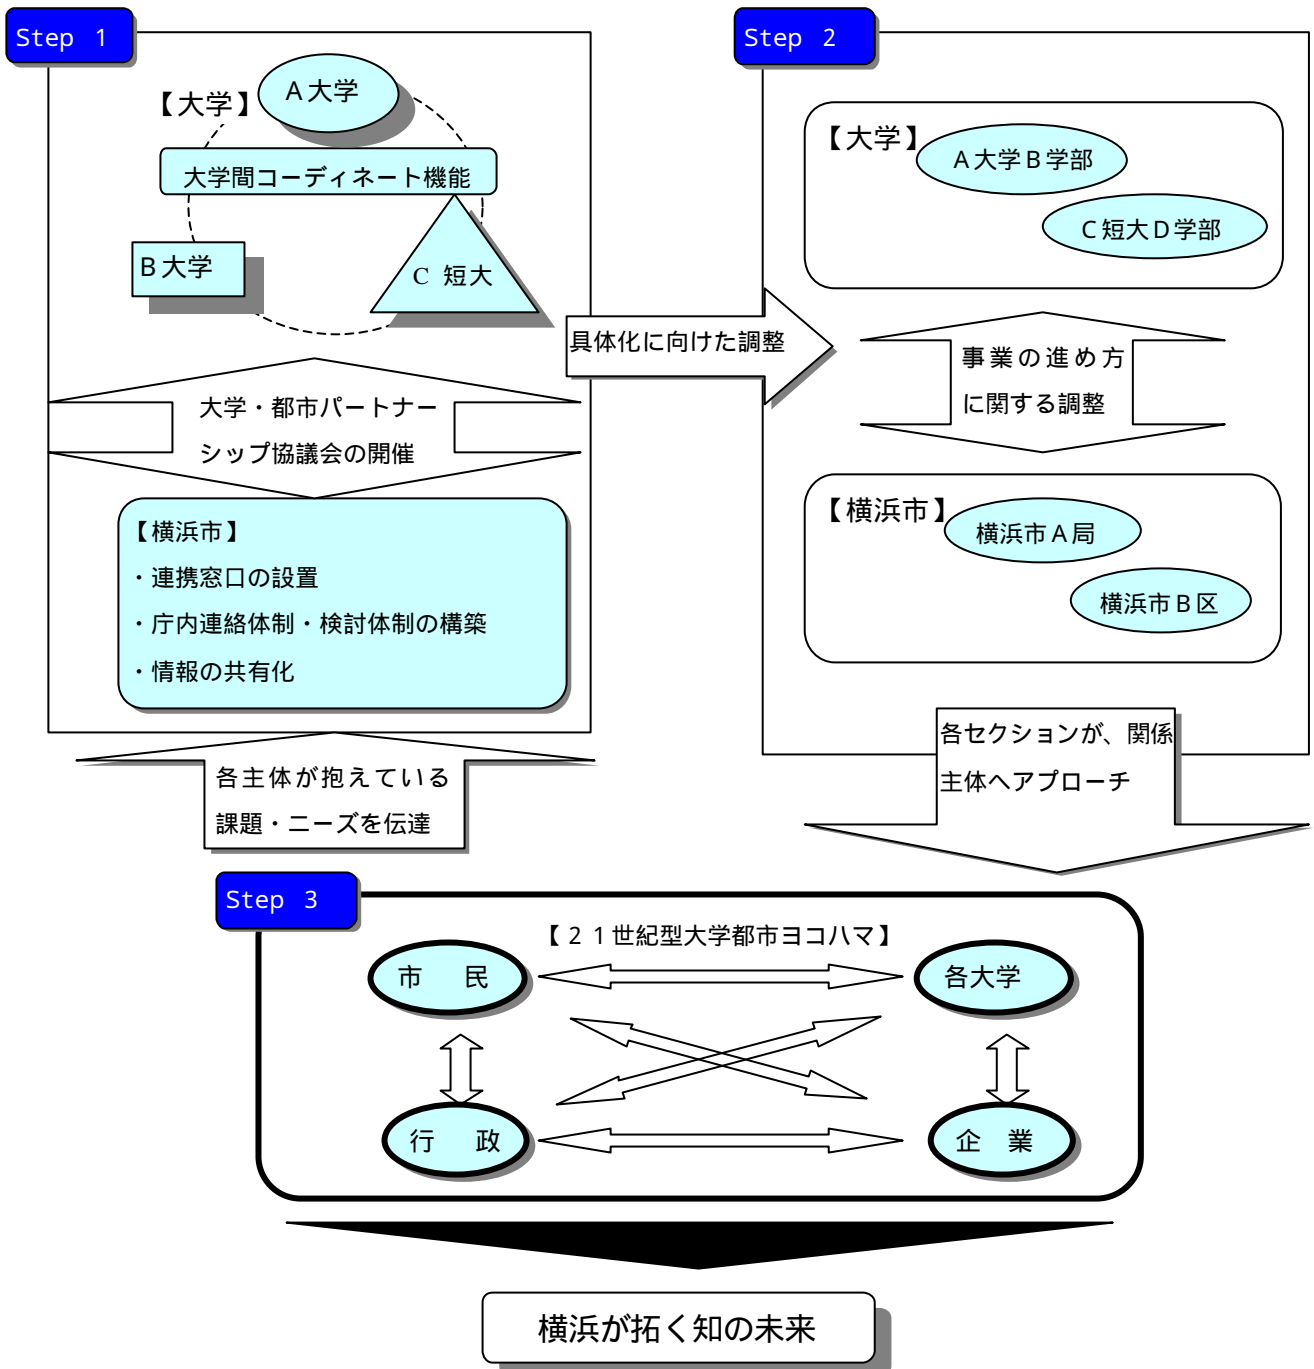 Step 1
【大学】
A大学
大学間コーディネート機能
B大学
C 短大
大学・都市パートナー
シップ協議会の開催
【横浜市】
・連携窓口の設置
・庁内連絡体制・検討体制の構築
・情報の共有化
具体化に向けた調整
Step 2
【大学】
A大学B学部
C短大D学部
事業の進め方
に関する調整
【横浜市】
横浜市A局
横浜市B区
各主体が抱えている
課題・ニーズを伝達
各セクションが、関係
主体へアプローチ
Step 3
【21世紀型大学都市ヨコハマ】
市 民
各大学
行 政
企 業
横浜が拓く知の未来